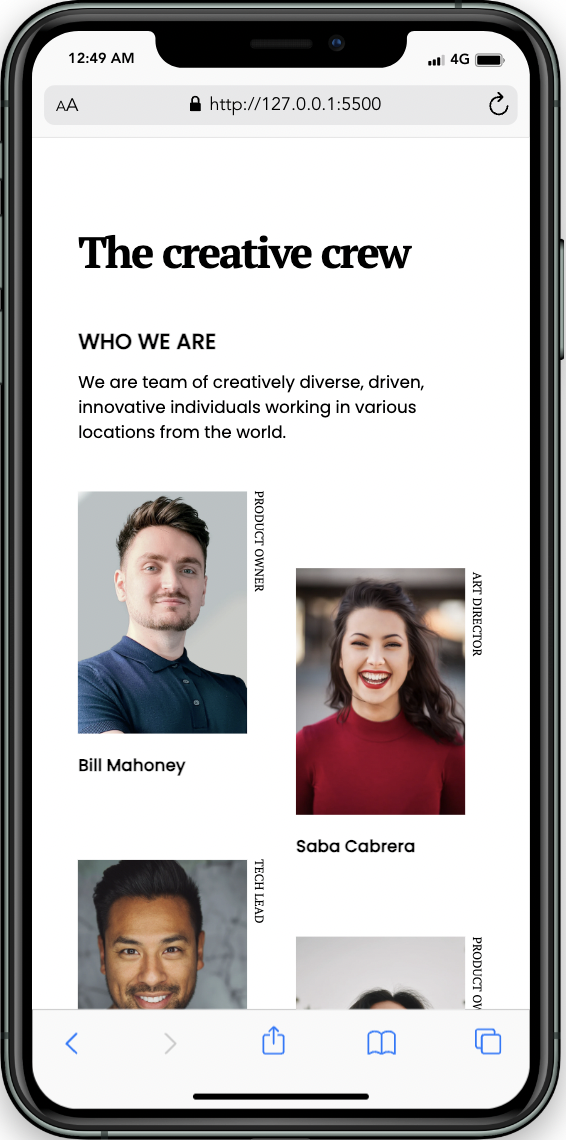 12:49 AM
4G
AA
http://127.0.0.1:5500
The creative crew
WHO WE ARE
We are team of creatively diverse, driven,
innovative individuals working in various
locations from the world.
PRODUCT OWNER
ART DIRECTOR
Bill Mahoney
Saba Cabrera
TECH LEAD
PRODUCT OW